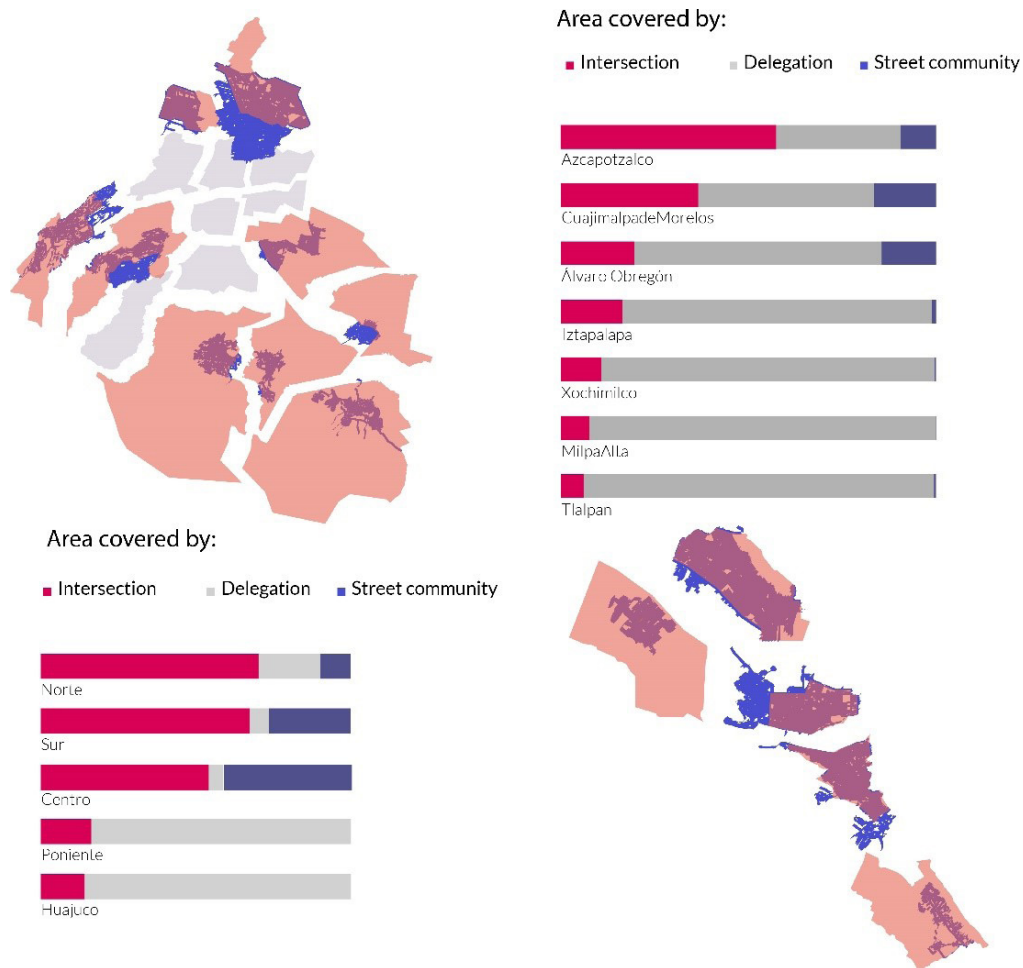 Area covered by:
Intersection Delegation Street community
Azcapotzalco
CuajimalpadeMorelos
Álvaro Obregón
Iztapalapa
Xochimilco
MilpaAlta
Tlalpan
Area covered by:
Intersection Delegation Street community
Norte
Sur
Centro
Poniente
Huajuco